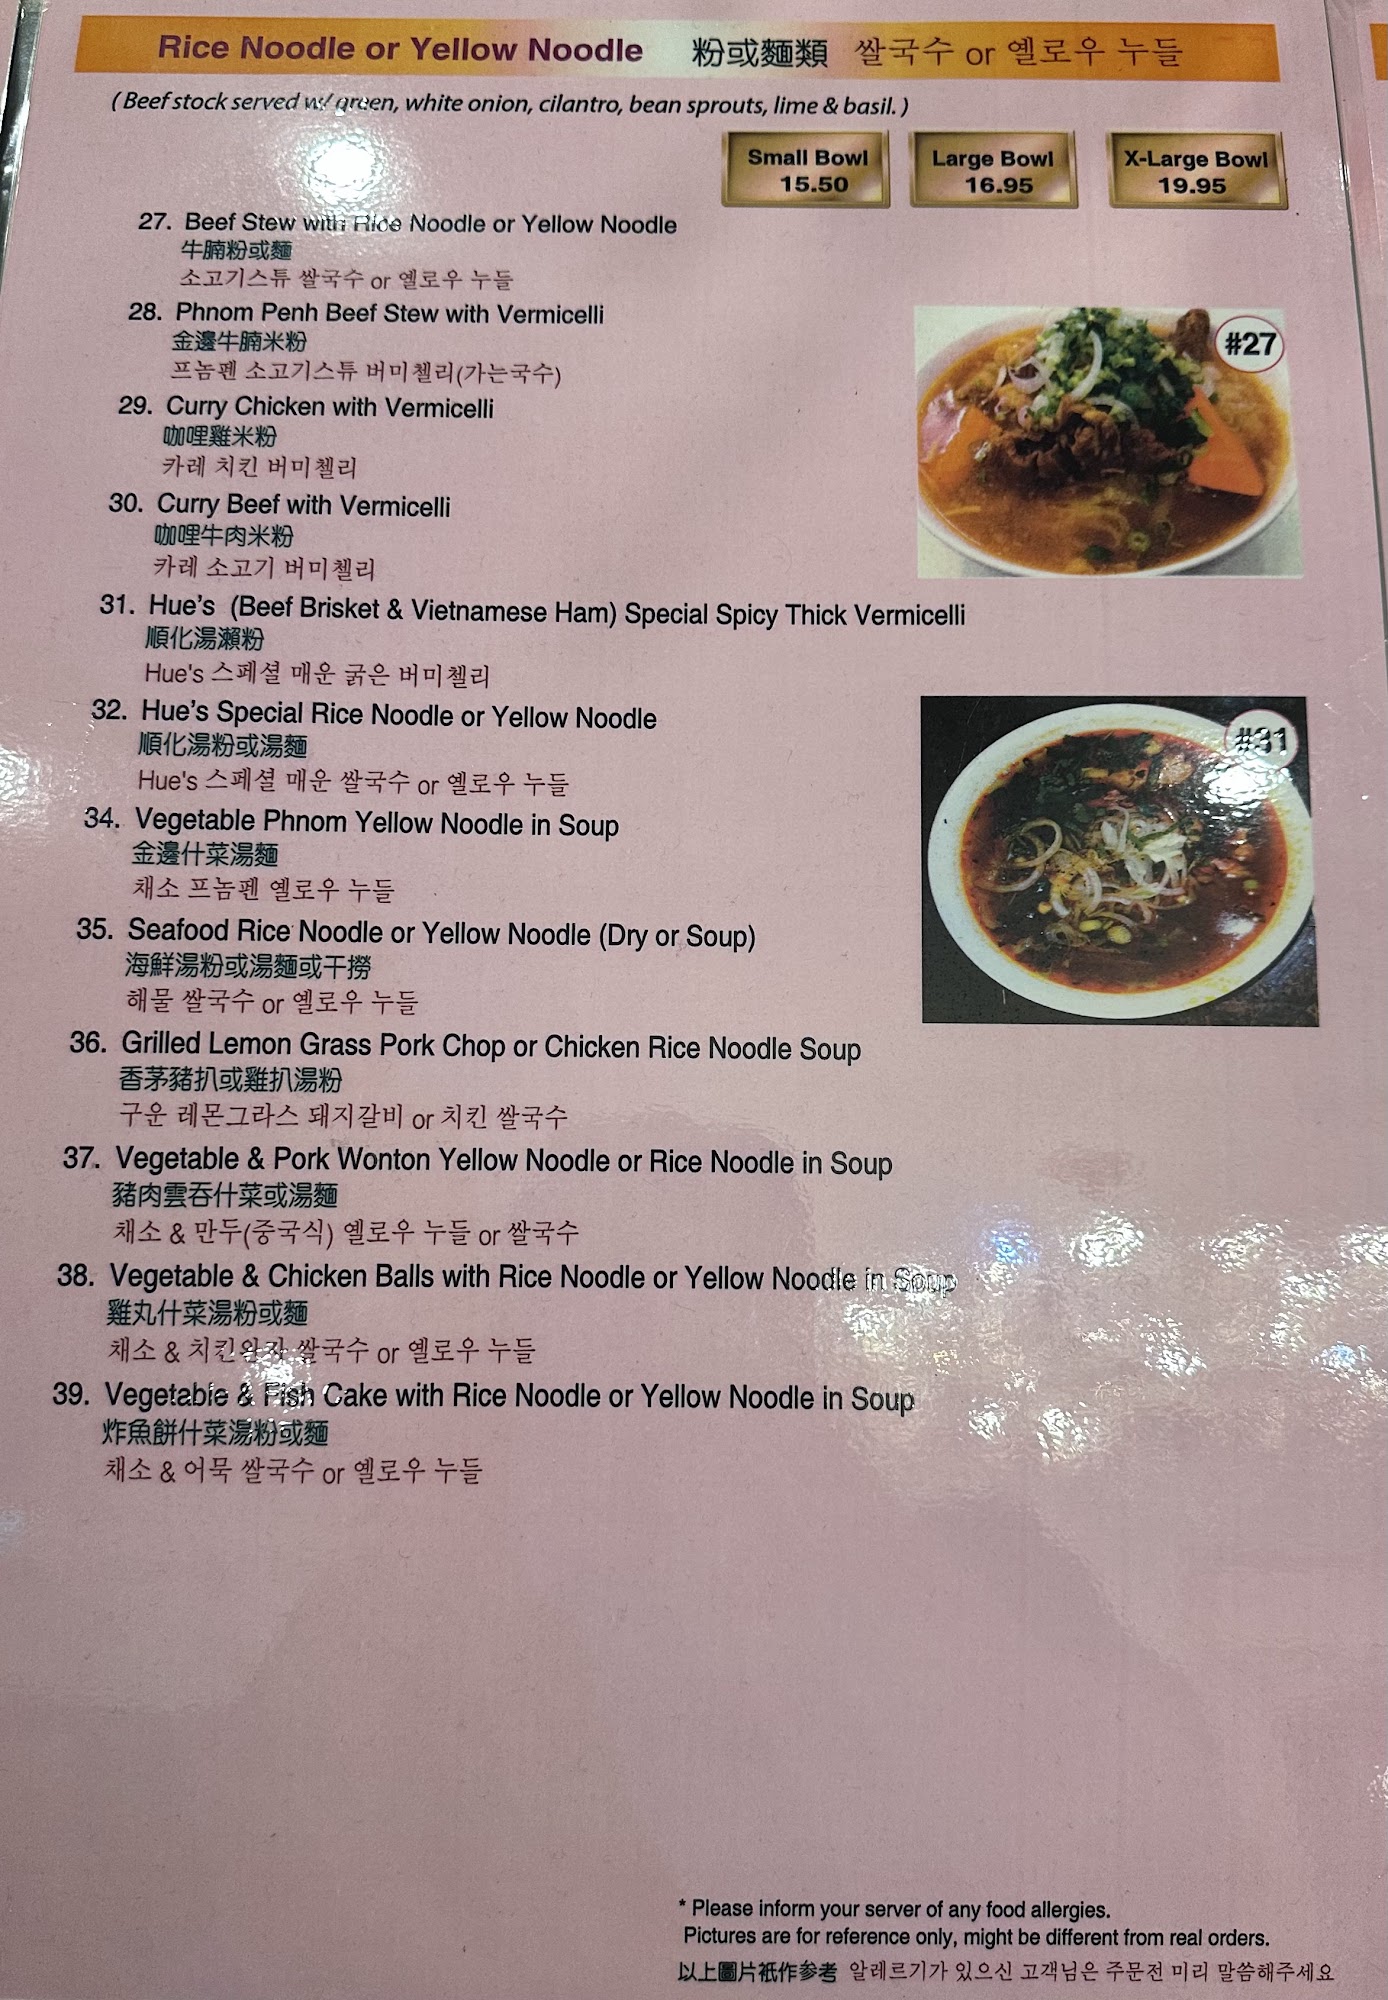 Rice Noodle or Yellow Noodle 粉或麵類 쌀국수 or 옐로우 누들
(Beef stock served w/ green, white onion, cilantro, bean sprouts, lime & basil.)
Small Bowl Large Bowl X-Large Bowl
15.50 16.95 19.95
27. Beef Stew with Rice Noodle or Yellow Noodle
牛腩粉或麵
소고기스튜 쌀국수 or 옐로우 누들
28. Phnom Penh Beef Stew with Vermicelli
金邊牛腩米粉
프놈펜 소고기스튜 버미첼리(가는국수)
#27
29. Curry Chicken with Vermicelli
咖哩雞米粉
카레 치킨 버미첼리
30. Curry Beef with Vermicelli
咖哩牛肉米粉
카레 소고기 버미첼리
31. Hue's (Beef Brisket & Vietnamese Ham) Special Spicy Thick Vermicelli
順化湯瀨粉
Hue's 스페셜 매운 굵은 버미첼리
32. Hue's Special Rice Noodle or Yellow Noodle
順化湯粉或湯麵
Hue's 스페셜 매운 쌀국수 or 옐로우 누들
#31
34. Vegetable Phnom Yellow Noodle in Soup
金邊什菜湯麵
채소 프놈펜 옐로우 누들
35. Seafood Rice Noodle or Yellow Noodle (Dry or Soup)
海鮮湯粉或湯麵或干撈
해물 쌀국수 or 옐로우 누들
36. Grilled Lemon Grass Pork Chop or Chicken Rice Noodle Soup
香茅豬扒或雞扒湯粉
구운 레몬그라스 돼지갈비 or 치킨 쌀국수
37. Vegetable & Pork Wonton Yellow Noodle or Rice Noodle in Soup
豬肉雲吞什菜或湯麵
채소 & 만두(중국식) 옐로우 누들 or 쌀국수
38. Vegetable & Chicken Balls with Rice Noodle or Yellow Noodle in Soup
雞丸什菜湯粉或麵
채소 & 치킨완자 쌀국수 or 옐로우 누들
39. Vegetable & Fish Cake with Rice Noodle or Yellow Noodle in Soup
炸魚餅什菜湯粉或麵
채소 & 어묵 쌀국수 or 옐로우 누들
* Please inform your server of any food allergies.
Pictures are for reference only, might be different from real orders.
以上圖片祇作參考 알레르기가 있으신 고객님은 주문전 미리 말씀해주세요